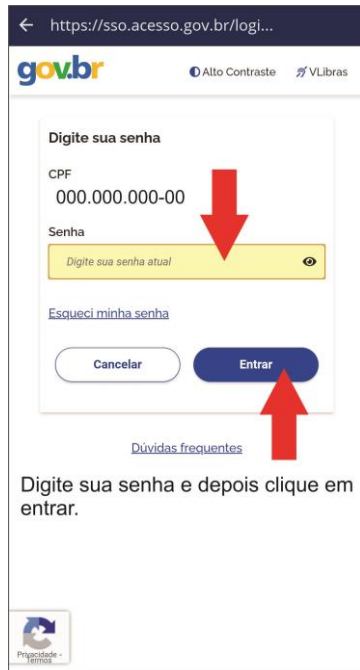 https://sso.acesso.gov.br/logi...
gov.br
Alto Contraste
VLibras
Digite sua senha
CPF
000.000.000-00
Senha
Digite sua senha atual
Esqueci minha senha
Cancelar
Entrar
Dúvidas frequentes
Digite sua senha e depois clique em
entrar.
Privacidade -
Termos